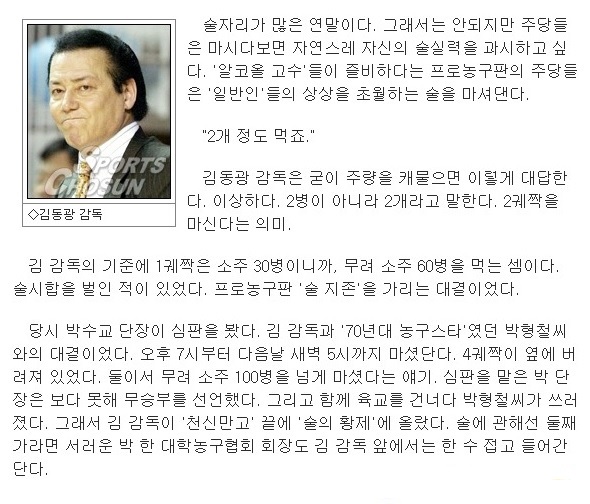 술자리가 많은 연말이다. 그래서는 안되지만 주당들
은 마시다보면 자연스레 자신의 술실력을 과시하고 싶
다. '알코올 고수'들이 즐비하다는 프로농구판의 주당들
은 '일반인'들의 상상을 초월하는 술을 마셔댄다.
"2개 정도 먹죠."
김동광 감독은 굳이 주량을 캐물으면 이렇게 대답한
다. 이상하다. 2병이 아니라 2개라고 말한다. 2궤짝을
마신다는 의미.
SPORTS
CHOSUN
◇김동광 감독
김 감독의 기준에 1궤짝은 소주 30병이니까, 무려 소주 60병을 먹는 셈이다.
술시합을 벌인 적이 있었다. 프로농구판 '술 지존'을 가리는 대결이었다.
당시 박수교 단장이 심판을 봤다. 김 감독과 '70년대 농구스타'였던 박형철씨
와의 대결이었다. 오후 7시부터 다음날 새벽 5시까지 마셨단다. 4궤짝이 옆에 버
려져 있었다. 둘이서 무려 소주 100병을 넘게 마셨다는 얘기. 심판을 맡은 박 단
장은 보다 못해 무승부를 선언했다. 그리고 함께 육교를 건너다 박형철씨가 쓰러
졌다. 그래서 김 감독이 '천신만고' 끝에 '술의 황제'에 올랐다. 술에 관해선 둘째
가라면 서러운 박 한 대학농구협회 회장도 김 감독 앞에서는 한 수 접고 들어간
단다.